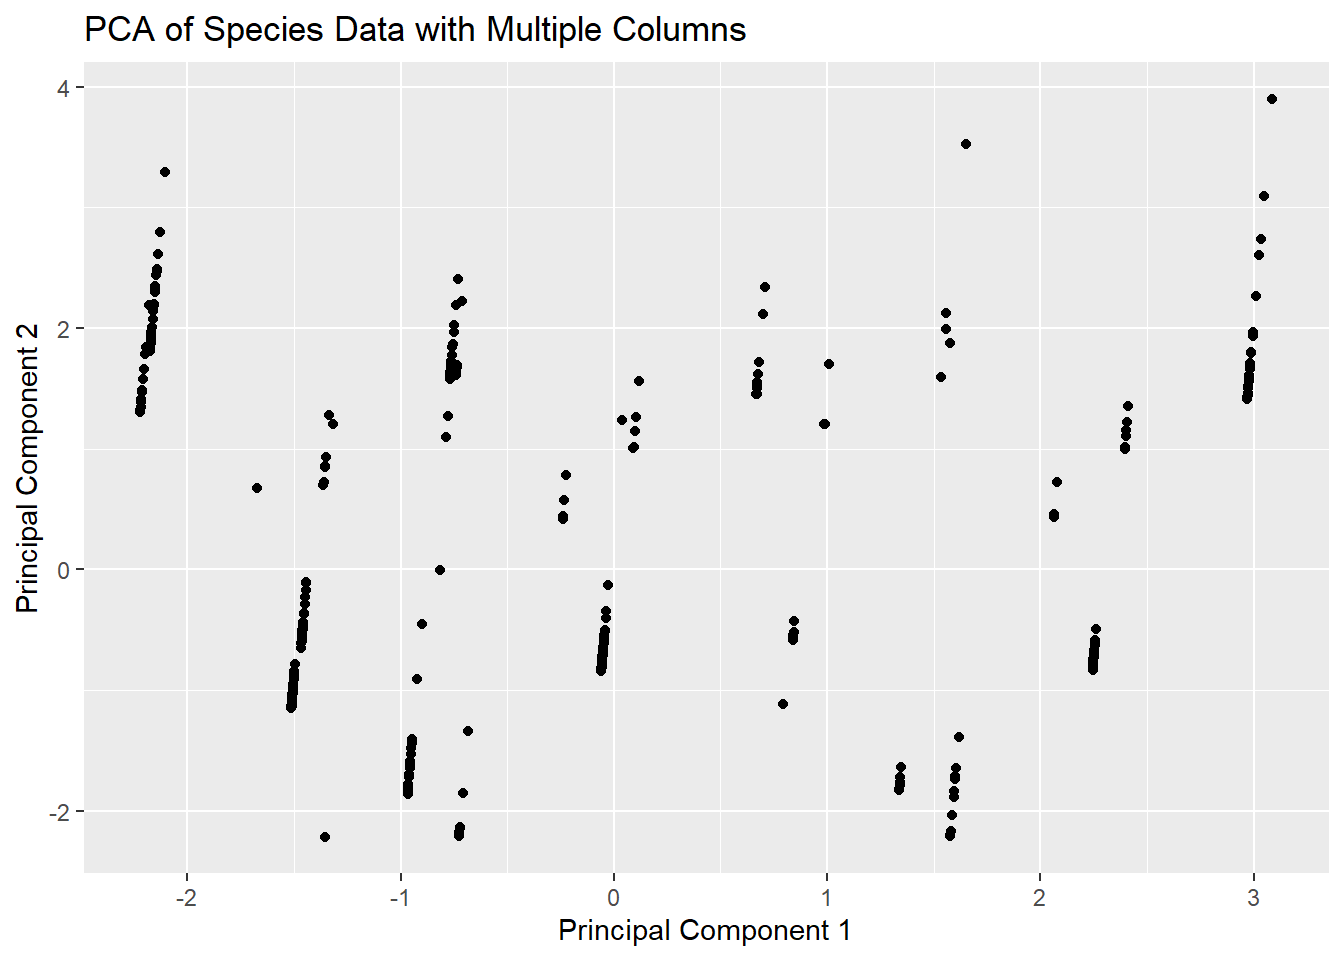 PCA of Species Data with Multiple Columns
4
2
0
-2
Principal Component 2
-2 -1 0 1 2 3
Principal Component 1